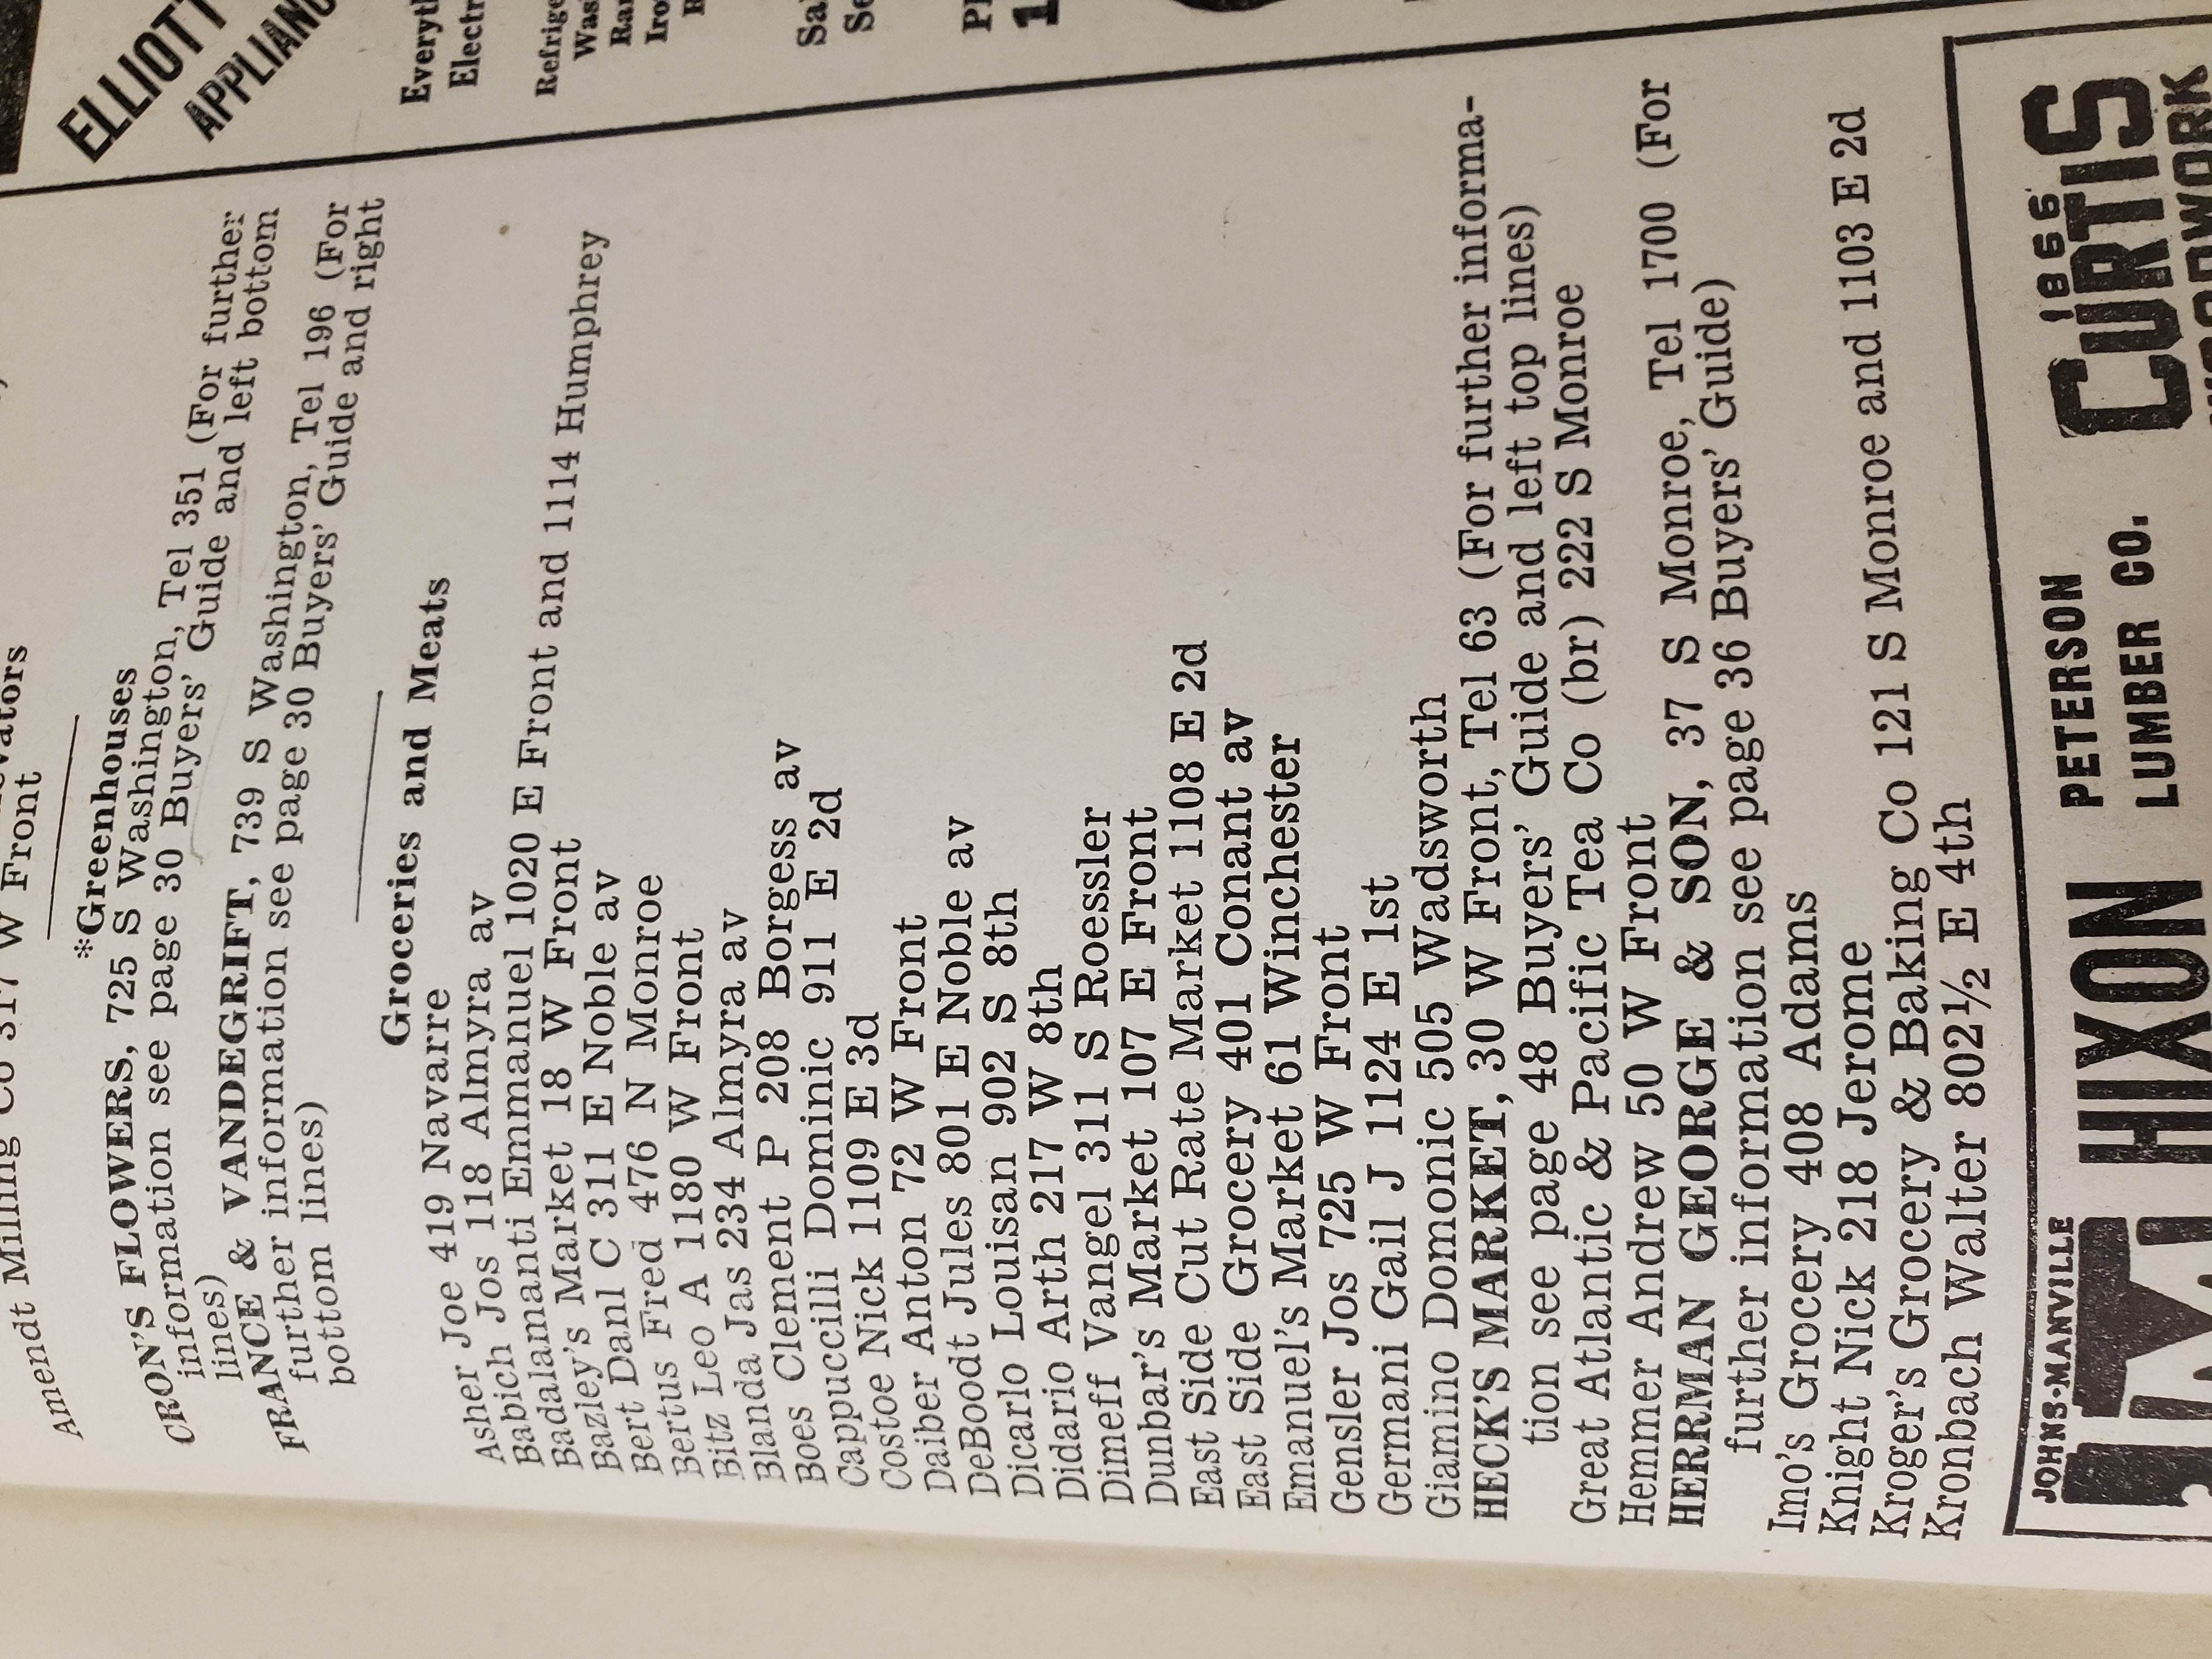 Amendt Milling Co 317 W Front
*Greenhouses
CRON'S FLOWERS, 725 S Washington, Tel 351 (For further
information see page 30 Buyers' Guide and left bottom
lines)
FRANCE & VANDEGRIFT, 739 S Washington, Tel 196 (For
further information see page 30 Buyers' Guide and right
bottom lines)
Groceries and Meats
Asher Joe 419 Navarre
Babich Jos 118 Almyra av
Badalamanti Emmanuel 1020 E Front and 1114 Humphrey
Badzley's Market 18 W Front
Bert Danl C 311 E Noble av
Bertus Fred 476 N Monroe
Bitz Leo A 1180 W Front
Blanda Jas 234 Almyra av
Boes Clement P 208 Borgess av
Cappuccilli Dominic 911 E 2d
Costoe Nick 1109 E 3d
Daiber Anton 72 W Front
DeBoodt Jules 801 E Noble av
Dicarlo Louisan 902 S 8th
Didario Arth 217 W 8th
Dimeff Vangel 311 S Roessler
Dunbar's Market 107 E Front
East Side Cut Rate Market 1108 E 2d
East Side Grocery 401 Conant av
Emanuel's Market 61 Winchester
Gensler Jos 725 W Front
Germani Gail J 1124 E 1st
Giamino Domonic 505 Wadsworth
HECK'S MARKET, 30 W Front, Tel 63 (For further informa-
tion see page 48 Buyers' Guide and left top lines)
Great Atlantic & Pacific Tea Co (br) 222 S Monroe
Hemmer Andrew 50 W Front
HERMAN GEORGE & SON, 37 S Monroe, Tel 1700 (For
further information see page 36 Buyers' Guide)
Imo's Grocery 408 Adams
Knight Nick 218 Jerome
Kroger's Grocery & Baking Co 121 S Monroe and 1103 E 2d
Kronbach Walter 802½ E 4th
JOHNS-MANVILLE
HIXON
PETERSON
LUMBER CO.
1866
CURTIS
WOODWORK
ELLIOTT